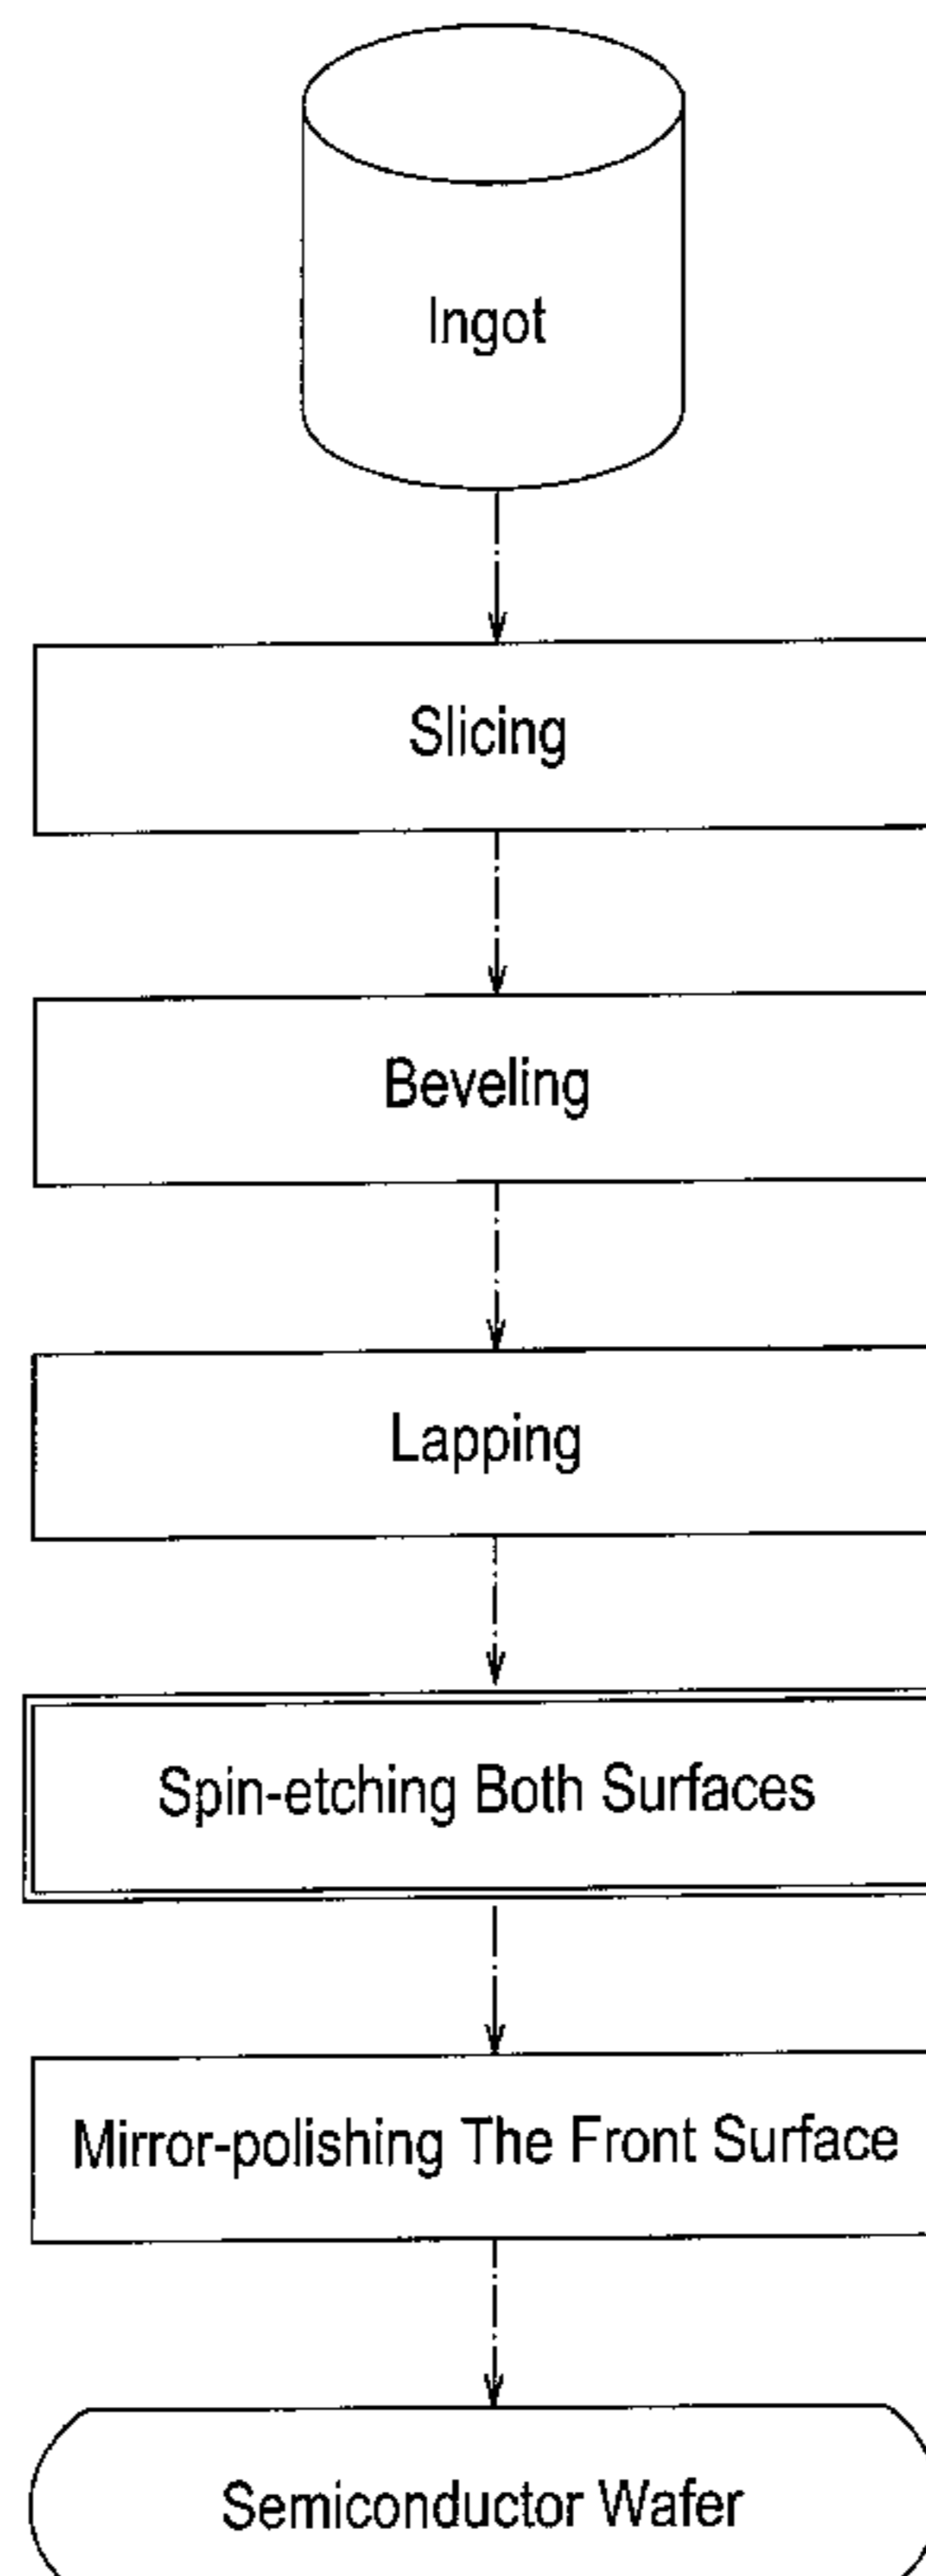 Ingot
Slicing
Beveling
Lapping
Spin-etching Both Surfaces
Mirror-polishing The Front Surface
Semiconductor Wafer